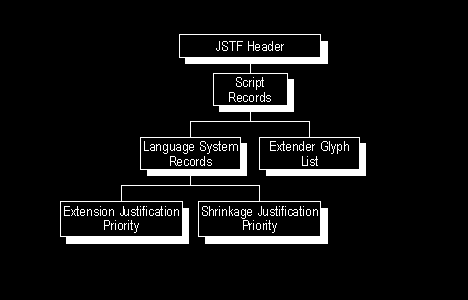 JSTF Header
Script
Records
Language System
Records
Extender Glyph
List
Extension Justification
Priority
Shrinkage Justification
Priority